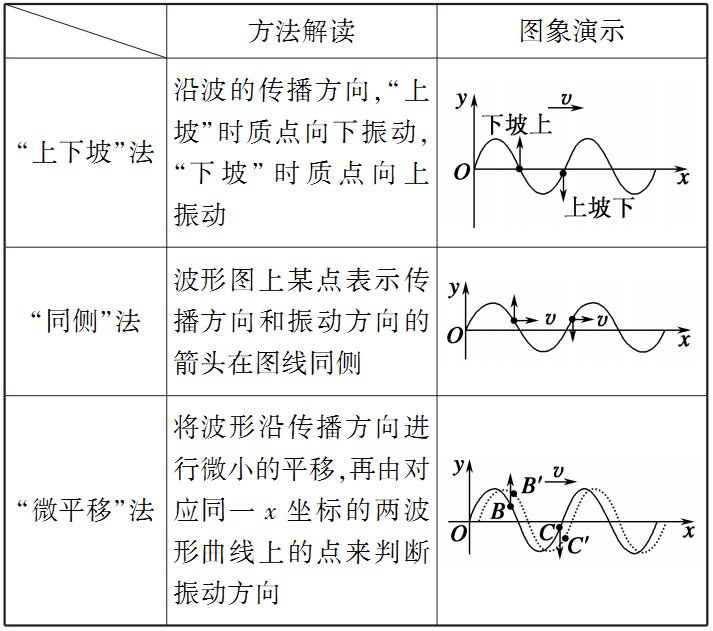 方法解读
图象演示
“上下坡”法
沿波的传播方向,“上
坡”时质点向下振动,
“下坡”时质点向上
振动
y
v
下坡上
O
x
上坡下
“同侧”法
波形图上某点表示传
播方向和振动方向的
箭头在图线同侧
y
v
v
O
x
“微平移”法
将波形沿传播方向进
行微小的平移,再由对
应同一 x 坐标的两波
形曲线上的点来判断
振动方向
y
B′
v
B
C
O
C′
x